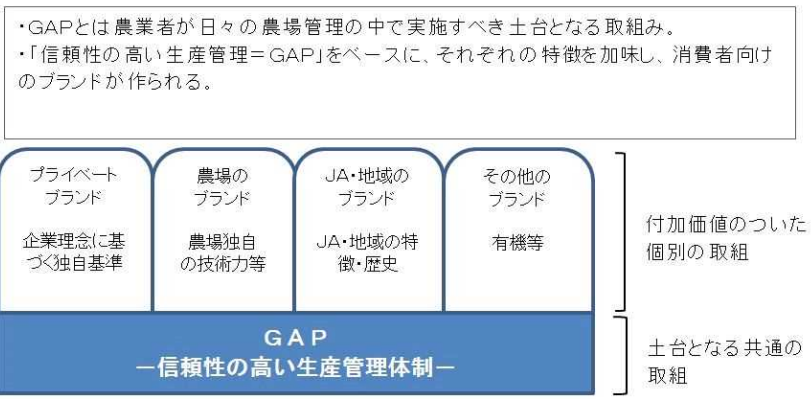 ・GAPとは農業者が日々の農場管理の中で実施すべき土台となる取組み。
・「信頼性の高い生産管理＝GAP」をベースに、それぞれの特徴を加味し、消費者向け
のブランドが作られる。
プライベート
ブランド
企業理念に基
づく独自基準
農場の
ブランド
農場独自
の技術力等
JA・地域の
ブランド
JA・地域の特
徴・歴史
その他の
ブランド
有機等
付加価値のついた
個別の取組
GAP
－信頼性の高い生産管理体制－
土台となる共通の
取組